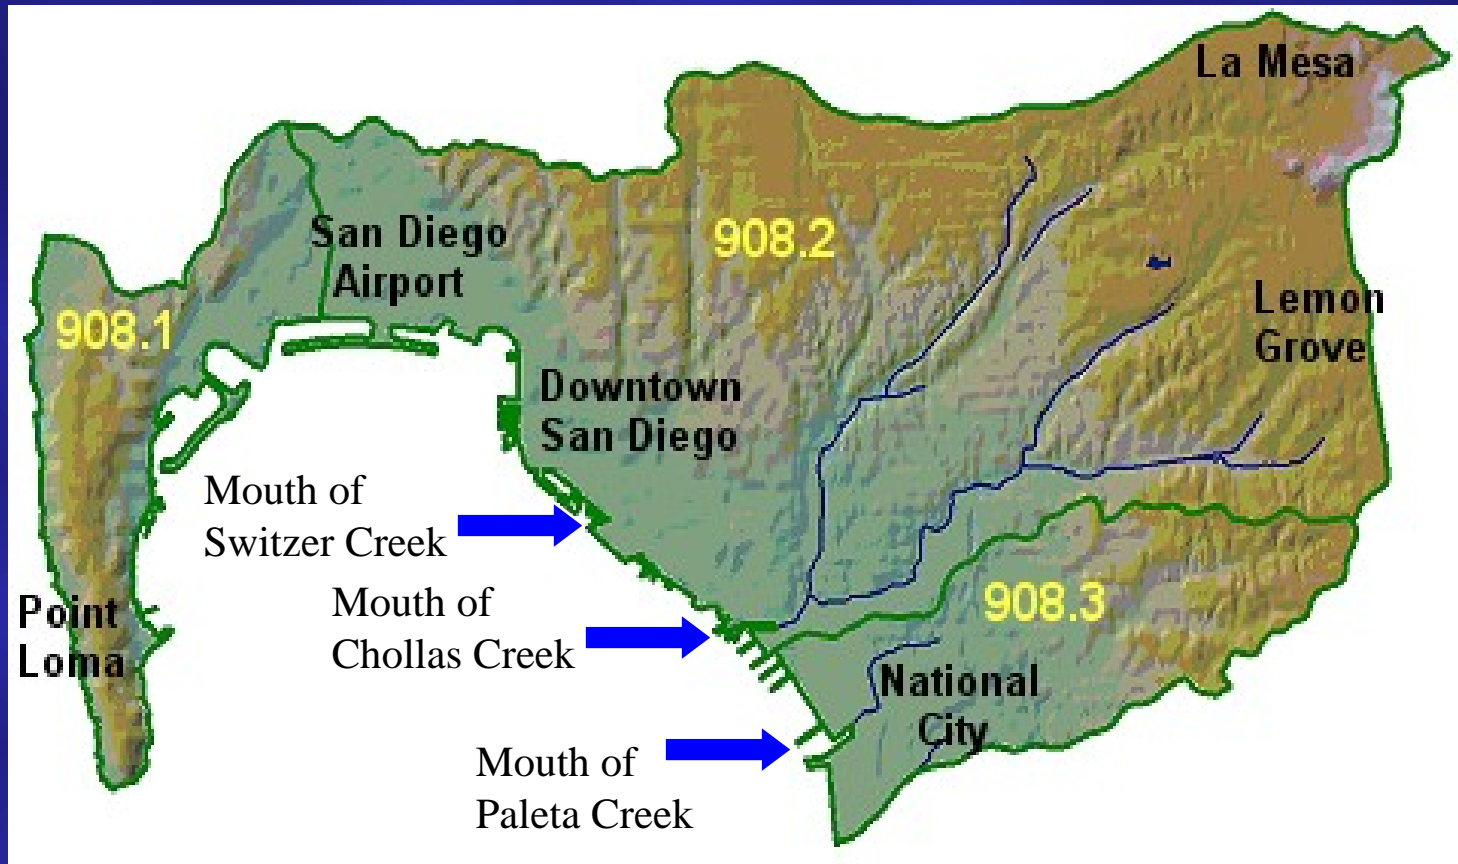 La Mesa
San Diego
Airport
908.2
908.1
Lemon
Grove
Downtown
San Diego
Mouth of
Switzer Creek
Mouth of
Chollas Creek
908.3
Point
Loma
National
City
Mouth of
Paleta Creek